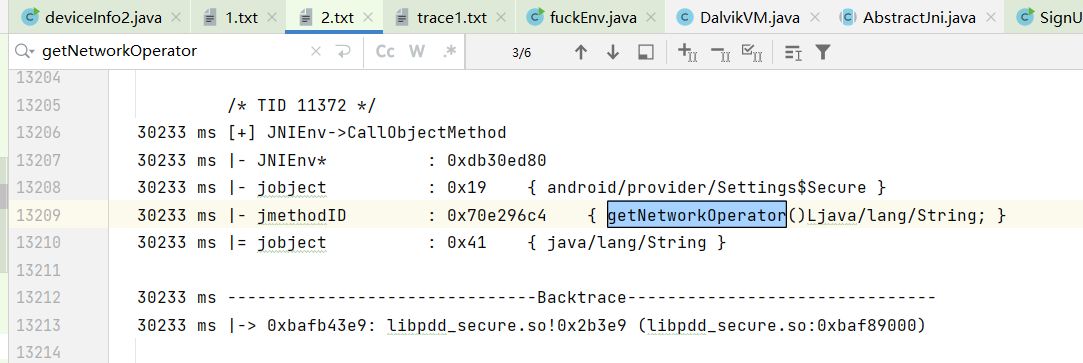 deviceInfo2.java × 1.txt × 2.txt × trace1.txt × fuckEnv.java × DalvikVM.java × AbstractJni.java × SignU
getNetworkOperator × Cc W .* 3/6
13204
13205 /* TID 11372 */
13206 30233 ms [+] JNIEnv->CallObjectMethod
13207 30233 ms |- JNIEnv* : 0xdb30ed80
13208 30233 ms |- jobject : 0x19 { android/provider/Settings$Secure }
13209 30233 ms |- jmethodID : 0x70e296c4 { getNetworkOperator()Ljava/lang/String; }
13210 30233 ms |= jobject : 0x41 { java/lang/String }
13211
13212 30233 ms ------------------------------Backtrace------------------------------
13213 30233 ms |-> 0xbafb43e9: libpdd_secure.so!0x2b3e9 (libpdd_secure.so:0xbaf89000)
13214